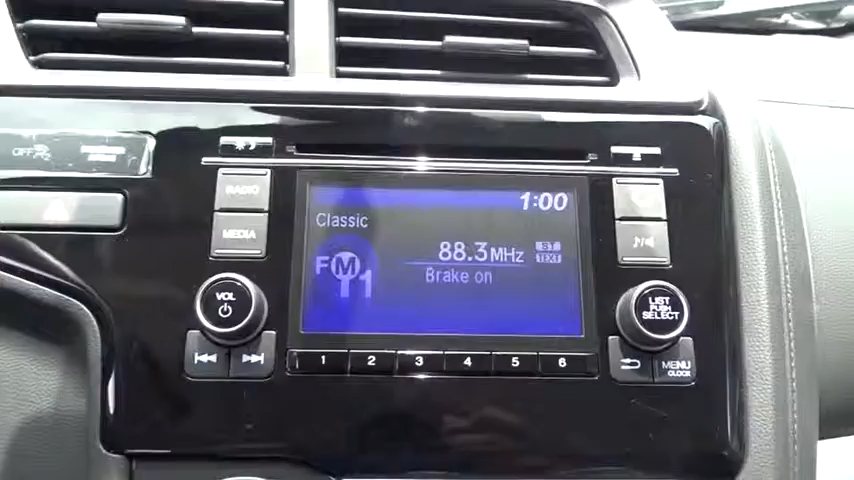 OFF
RADIO
MEDIA
VOL
1:00
Classic
FM1
88.3MHz
ST
TEXT
Brake on
1 2 3 4 5 6
LIST
PUSH
SELECT
MENU
CLOCK